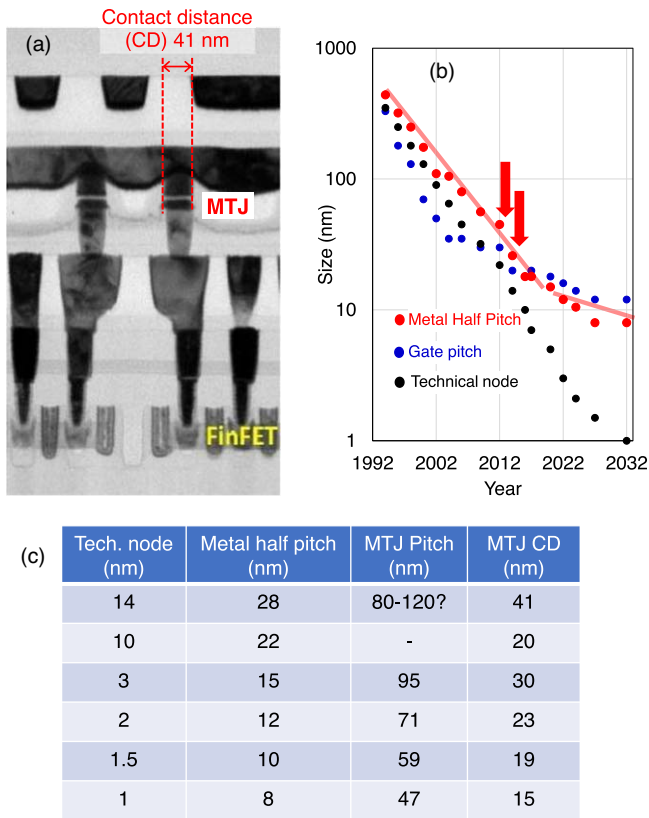 Contact distance
(CD) 41 nm
(a)
MTJ
FinFET
(b)
1000
100
10
1
Size (nm)
Metal Half Pitch
Gate pitch
Technical node
1992 2002 2012 2022 2032
Year
(c)
Tech. node (nm) Metal half pitch (nm) MTJ Pitch (nm) MTJ CD (nm)
14 28 80-120? 41
10 22 - 20
3 15 95 30
2 12 71 23
1.5 10 59 19
1 8 47 15